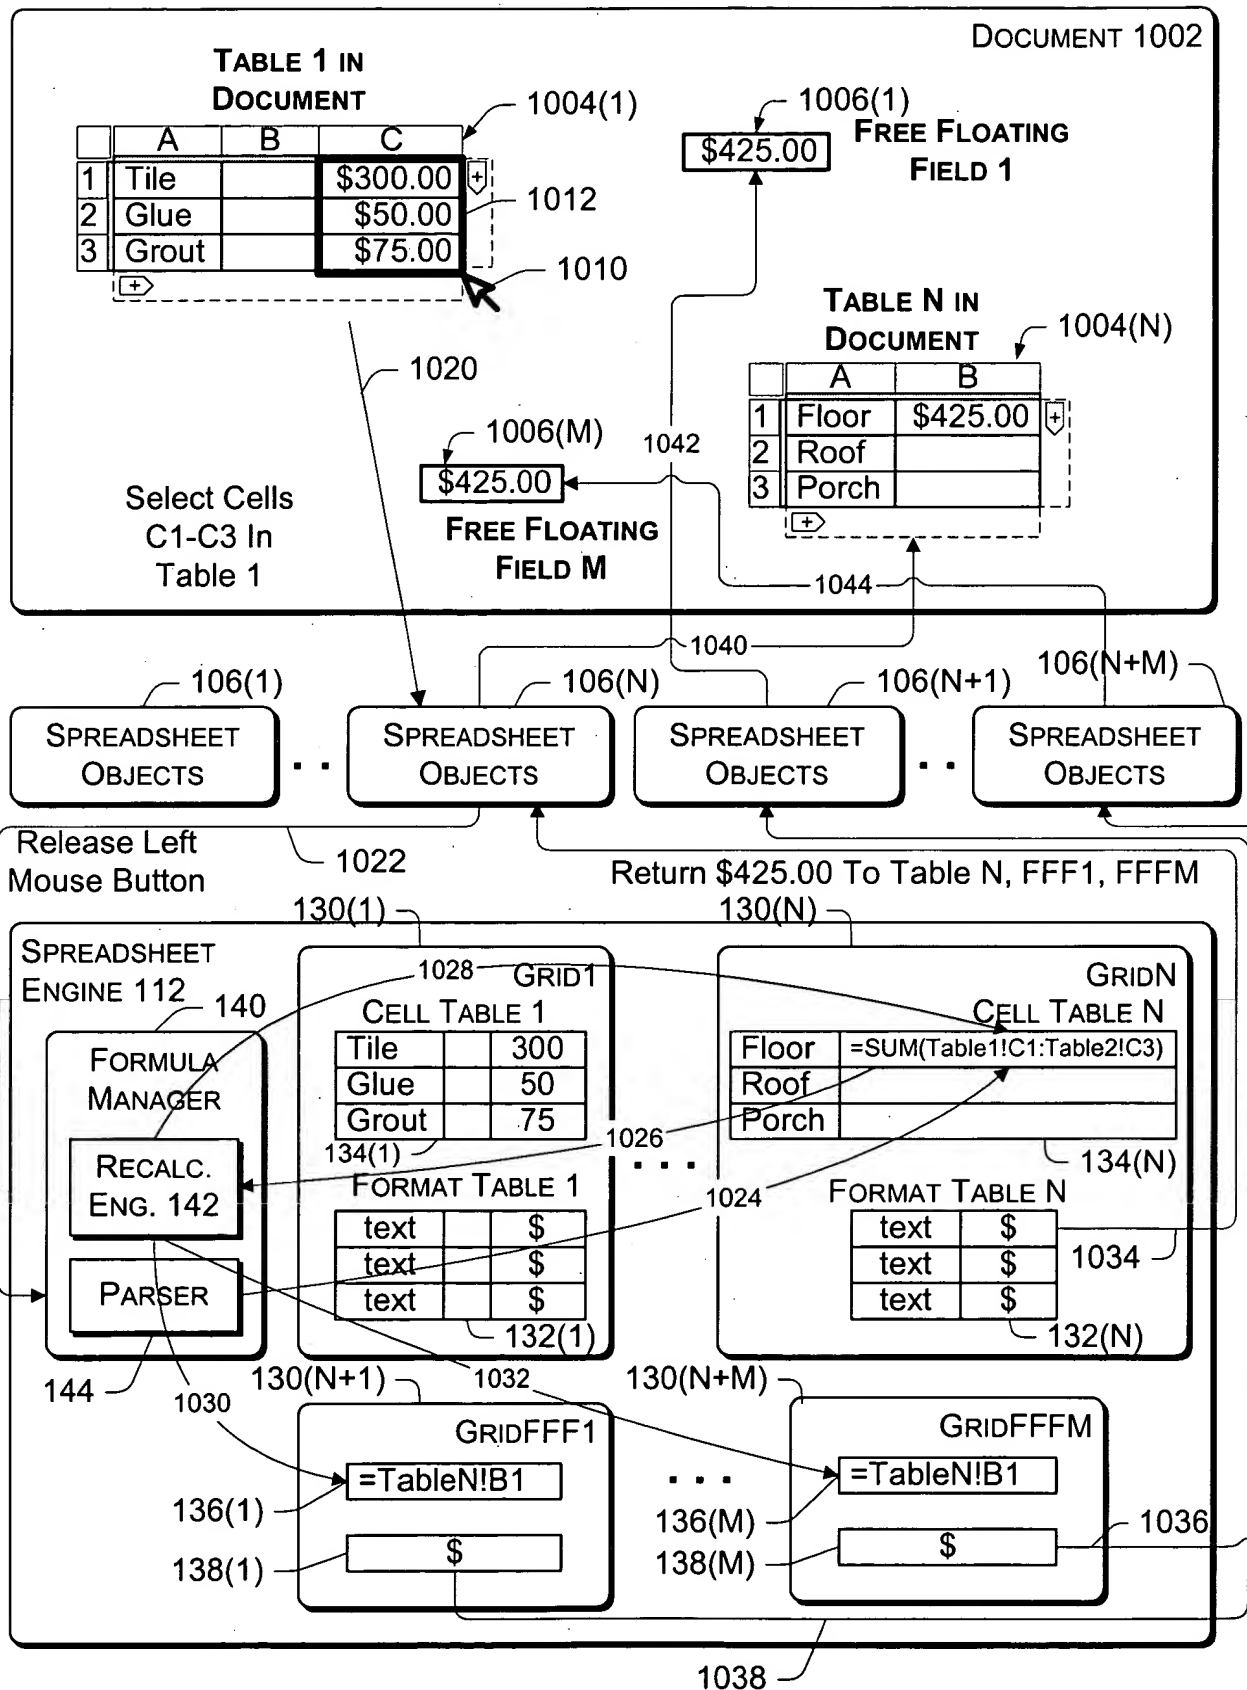 DOCUMENT 1002
TABLE 1 IN
DOCUMENT
1004(1)
A B C
1 Tile $300.00 +
2 Glue $50.00
3 Grout $75.00
+
1012
1010
1006(1)
$425.00
FREE FLOATING
FIELD 1
TABLE N IN
DOCUMENT
1004(N)
A B
1 Floor $425.00 +
2 Roof
3 Porch
+
1020
1042
1006(M)
$425.00
FREE FLOATING
FIELD M
Select Cells
C1-C3 In
Table 1
1044
1040
106(1)
106(N)
106(N+1)
106(N+M)
SPREADSHEET
OBJECTS
SPREADSHEET
OBJECTS
SPREADSHEET
OBJECTS
SPREADSHEET
OBJECTS
Release Left
Mouse Button
1022
Return $425.00 To Table N, FFF1, FFFM
130(1)
130(N)
SPREADSHEET
ENGINE 112
140
FORMULA
MANAGER
RECALC.
ENG. 142
PARSER
144
1028
GRID1
CELL TABLE 1
Tile 300
Glue 50
Grout 75
134(1)
FORMAT TABLE 1
text $
text $
text $
132(1)
1026
1024
GRIDN
CELL TABLE N
Floor =SUM(Table1!C1:Table2!C3)
Roof
Porch
134(N)
FORMAT TABLE N
text $
text $
text $
1034
132(N)
1030
1032
130(N+1)
GRIDFFF1
=TableN!B1
136(1)
$
138(1)
130(N+M)
GRIDFFFM
=TableN!B1
136(M)
$
138(M)
1036
1038